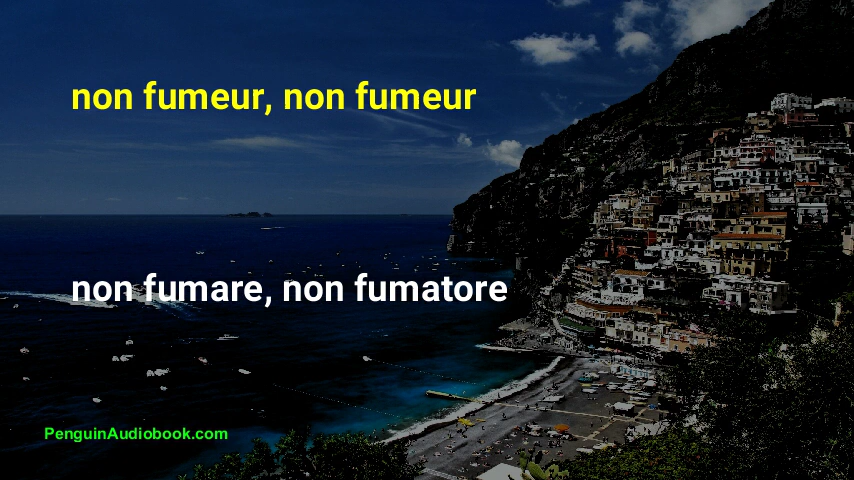 non fumeur, non fumeur
non fumare, non fumatore
PenguinAudiobook.com